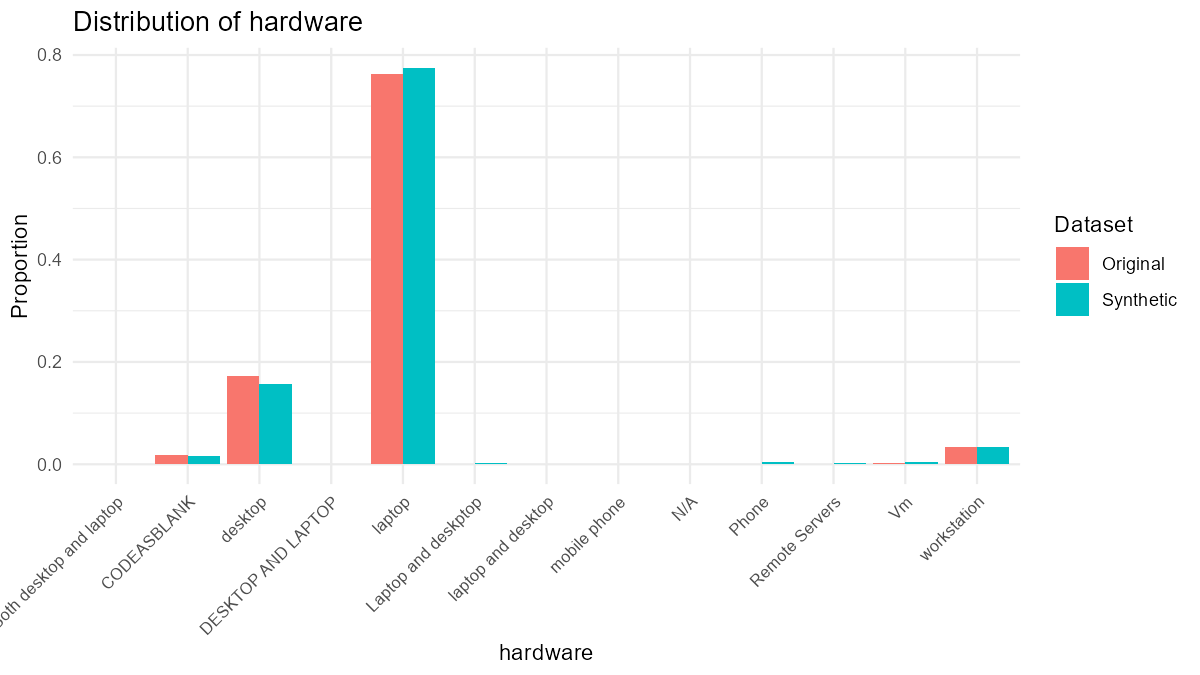 Distribution of hardware
0.8
0.6
0.4
0.2
0.0
Proportion
oth desktop and laptop
CODEASBLANK
desktop
DESKTOP AND LAPTOP
laptop
Laptop and deskptop
laptop and desktop
mobile phone
N/A
Phone
Remote Servers
Vm
workstation
hardware
Dataset
Original
Synthetic